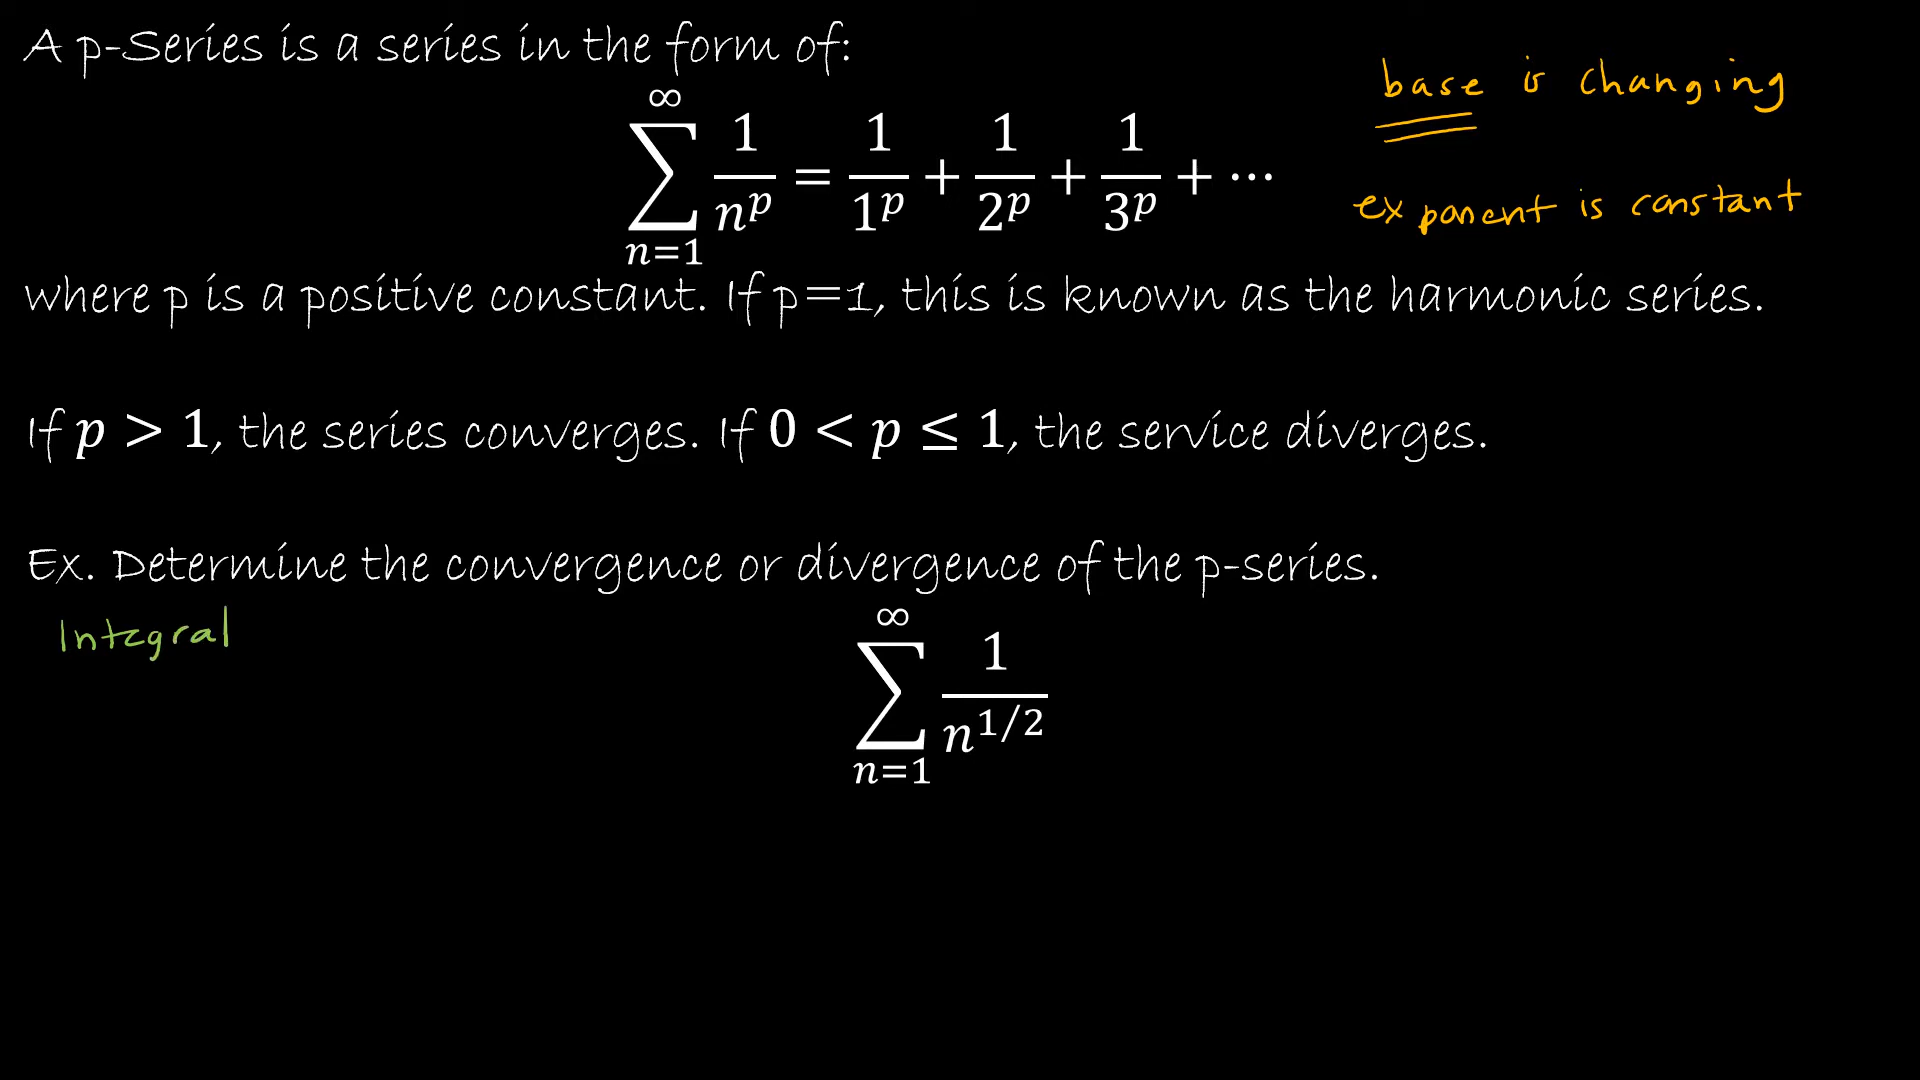 A p-Series is a series in the form of:
base is changing
∞
∑ 1/n^p = 1/1^p + 1/2^p + 1/3^p + ⋯
n=1
exponent is constant
where p is a positive constant. If p=1, this is known as the harmonic series.
If p > 1, the series converges. If 0 < p ≤ 1, the service diverges.
Ex. Determine the convergence or divergence of the p-series.
Integral
∞
∑ 1/n^1/2
n=1